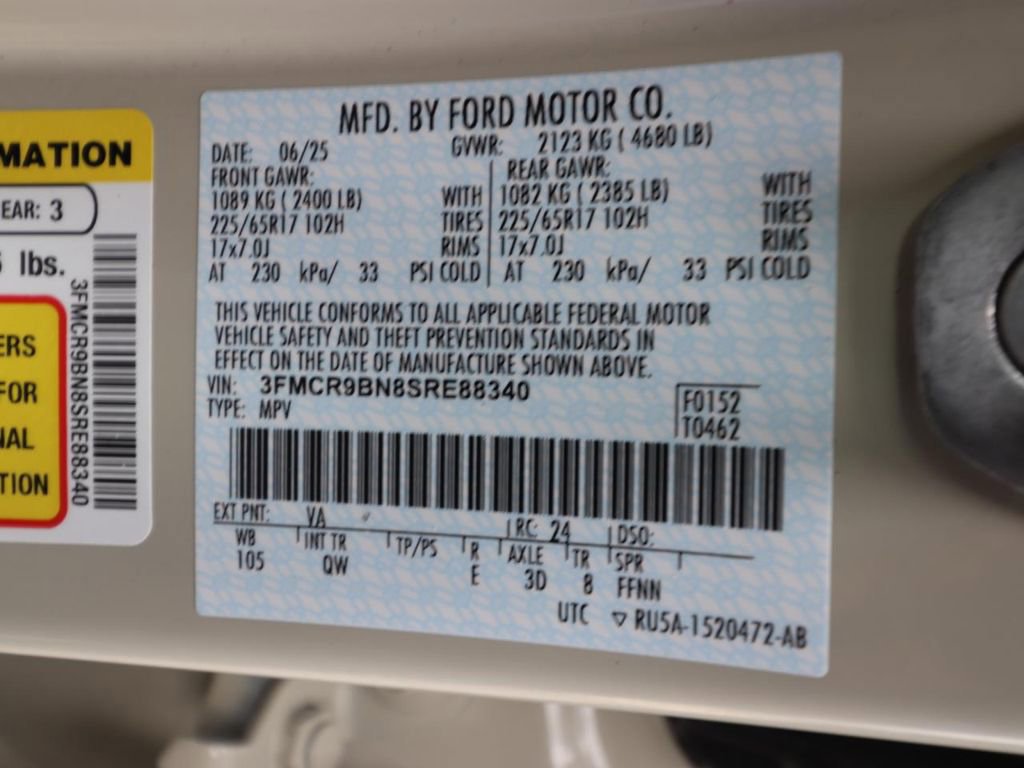 MATION
EAR: 3
lbs.
ERS
FOR
NAL
TION
3FMCR9BN8SRE88340
MFD. BY FORD MOTOR CO.
DATE: 06/25 GVWR: 2123 KG ( 4680 LB)
FRONT GAWR: REAR GAWR:
1089 KG ( 2400 LB) WITH 1082 KG ( 2385 LB) WITH
225/65R17 102H TIRES 225/65R17 102H TIRES
17x7.0J RIMS 17x7.0J RIMS
AT 230 kPa/ 33 PSI COLD AT 230 kPa/ 33 PSI COLD
THIS VEHICLE CONFORMS TO ALL APPLICABLE FEDERAL MOTOR
VEHICLE SAFETY AND THEFT PREVENTION STANDARDS IN
EFFECT ON THE DATE OF MANUFACTURE SHOWN ABOVE.
VIN: 3FMCR9BN8SRE88340
TYPE: MPV
F0152
T0462
EXT PNT: VA RC: 24 DSO:
WB INT TR TP/PS R AXLE TR SPR
105 QW E 3D 8 FFNN
UTC ▽ RU5A-1520472-AB